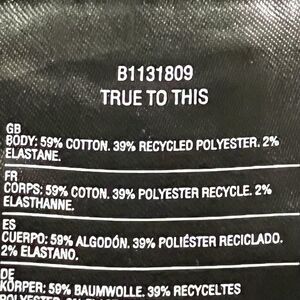 B1131809
TRUE TO THIS
GB
BODY: 59% COTTON. 39% RECYCLED POLYESTER. 2%
ELASTANE.
FR
CORPS: 59% COTON. 39% POLYESTER RECYCLE. 2%
ELASTHANNE.
ES
CUERPO: 59% ALGODÓN. 39% POLIÉSTER RECICLADO.
2% ELASTANO.
DE
KÖRPER: 59% BAUMWOLLE. 39% RECYCELTES